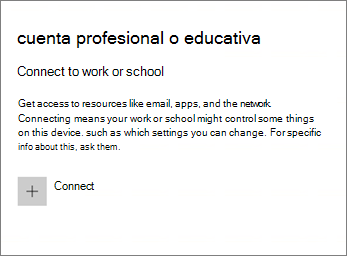 cuenta profesional o educativa
Connect to work or school
Get access to resources like email, apps, and the network.
Connecting means your work or school might control some things
on this device. such as which settings you can change. For specific
info about this, ask them.
Connect